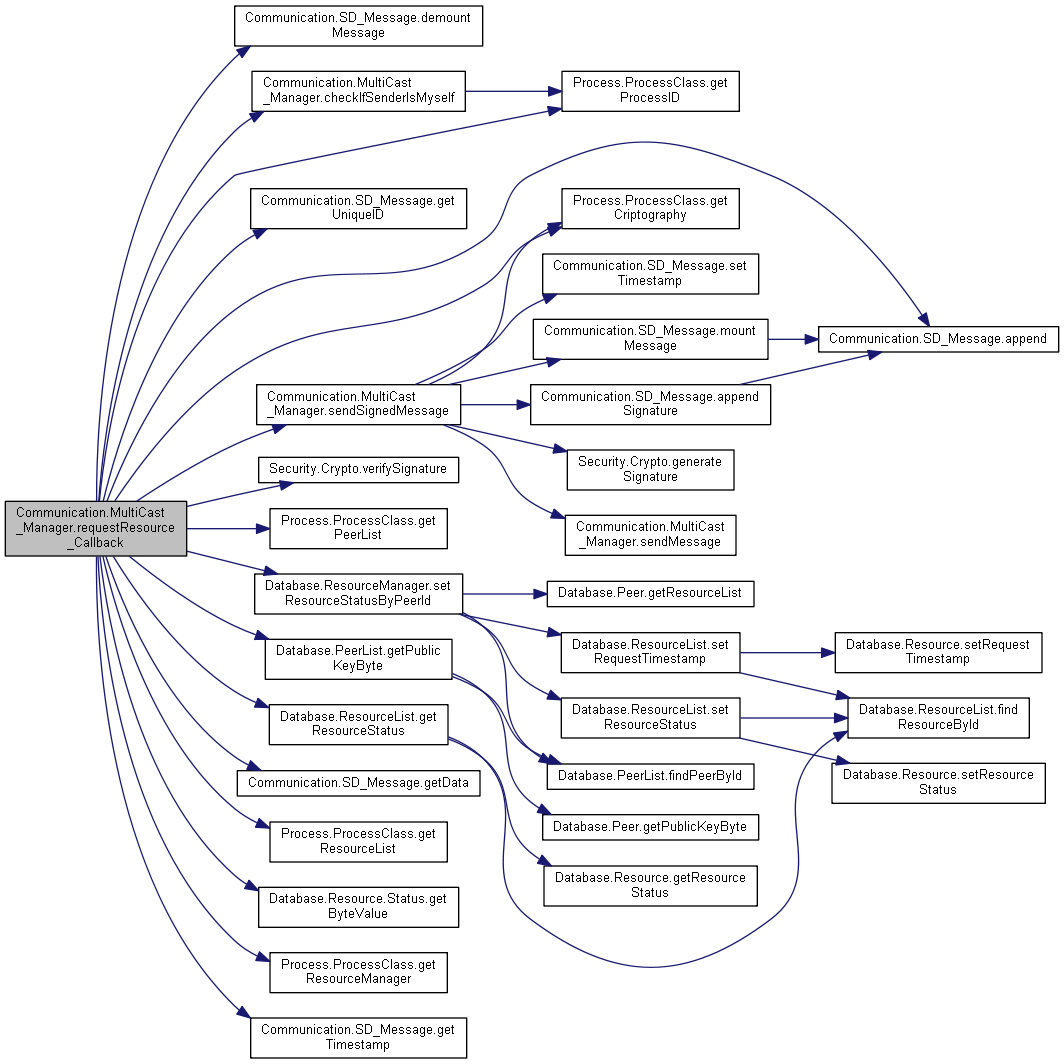 Communication.SD_Message.demount
Message
Communication.MultiCast
_Manager.checkIfSenderIsMyself
Process.ProcessClass.get
ProcessID
Communication.SD_Message.get
UniqueID
Process.ProcessClass.get
Criptography
Communication.SD_Message.set
Timestamp
Communication.SD_Message.mount
Message
Communication.SD_Message.append
Communication.MultiCast
_Manager.sendSignedMessage
Communication.SD_Message.append
Signature
Security.Crypto.verifySignature
Security.Crypto.generate
Signature
Communication.MultiCast
_Manager.requestResource
_Callback
Process.ProcessClass.get
PeerList
Communication.MultiCast
_Manager.sendMessage
Database.ResourceManager.set
ResourceStatusByPeerId
Database.Peer.getResourceList
Database.PeerList.getPublic
KeyByte
Database.ResourceList.set
RequestTimestamp
Database.Resource.setRequest
Timestamp
Database.ResourceList.get
ResourceStatus
Database.ResourceList.set
ResourceStatus
Database.ResourceList.find
ResourceById
Communication.SD_Message.getData
Database.PeerList.findPeerById
Database.Resource.setResource
Status
Process.ProcessClass.get
ResourceList
Database.Peer.getPublicKeyByte
Database.Resource.Status.get
ByteValue
Database.Resource.getResource
Status
Process.ProcessClass.get
ResourceManager
Communication.SD_Message.get
Timestamp